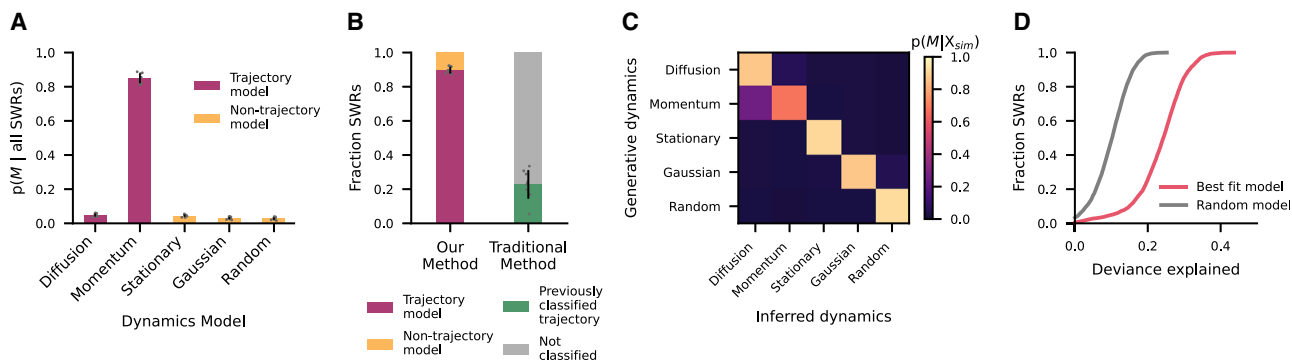 A
p(M | all SWRs)
1.0
0.8
0.6
0.4
0.2
0.0
Trajectory
model
Non-trajectory
model
Diffusion
Momentum
Stationary
Gaussian
Random
Dynamics Model
B
Fraction SWRs
1.0
0.8
0.6
0.4
0.2
0.0
Our
Method
Traditional
Method
Trajectory
model
Non-trajectory
model
Previously
classified
trajectory
Not
classified
C
Generative dynamics
Diffusion
Momentum
Stationary
Gaussian
Random
Diffusion
Momentum
Stationary
Gaussian
Random
Inferred dynamics
p(M|Xsim)
1.0
0.8
0.6
0.4
0.2
0.0
D
Fraction SWRs
1.0
0.8
0.6
0.4
0.2
0.0
Best fit model
Random model
0.0
0.2
0.4
Deviance explained